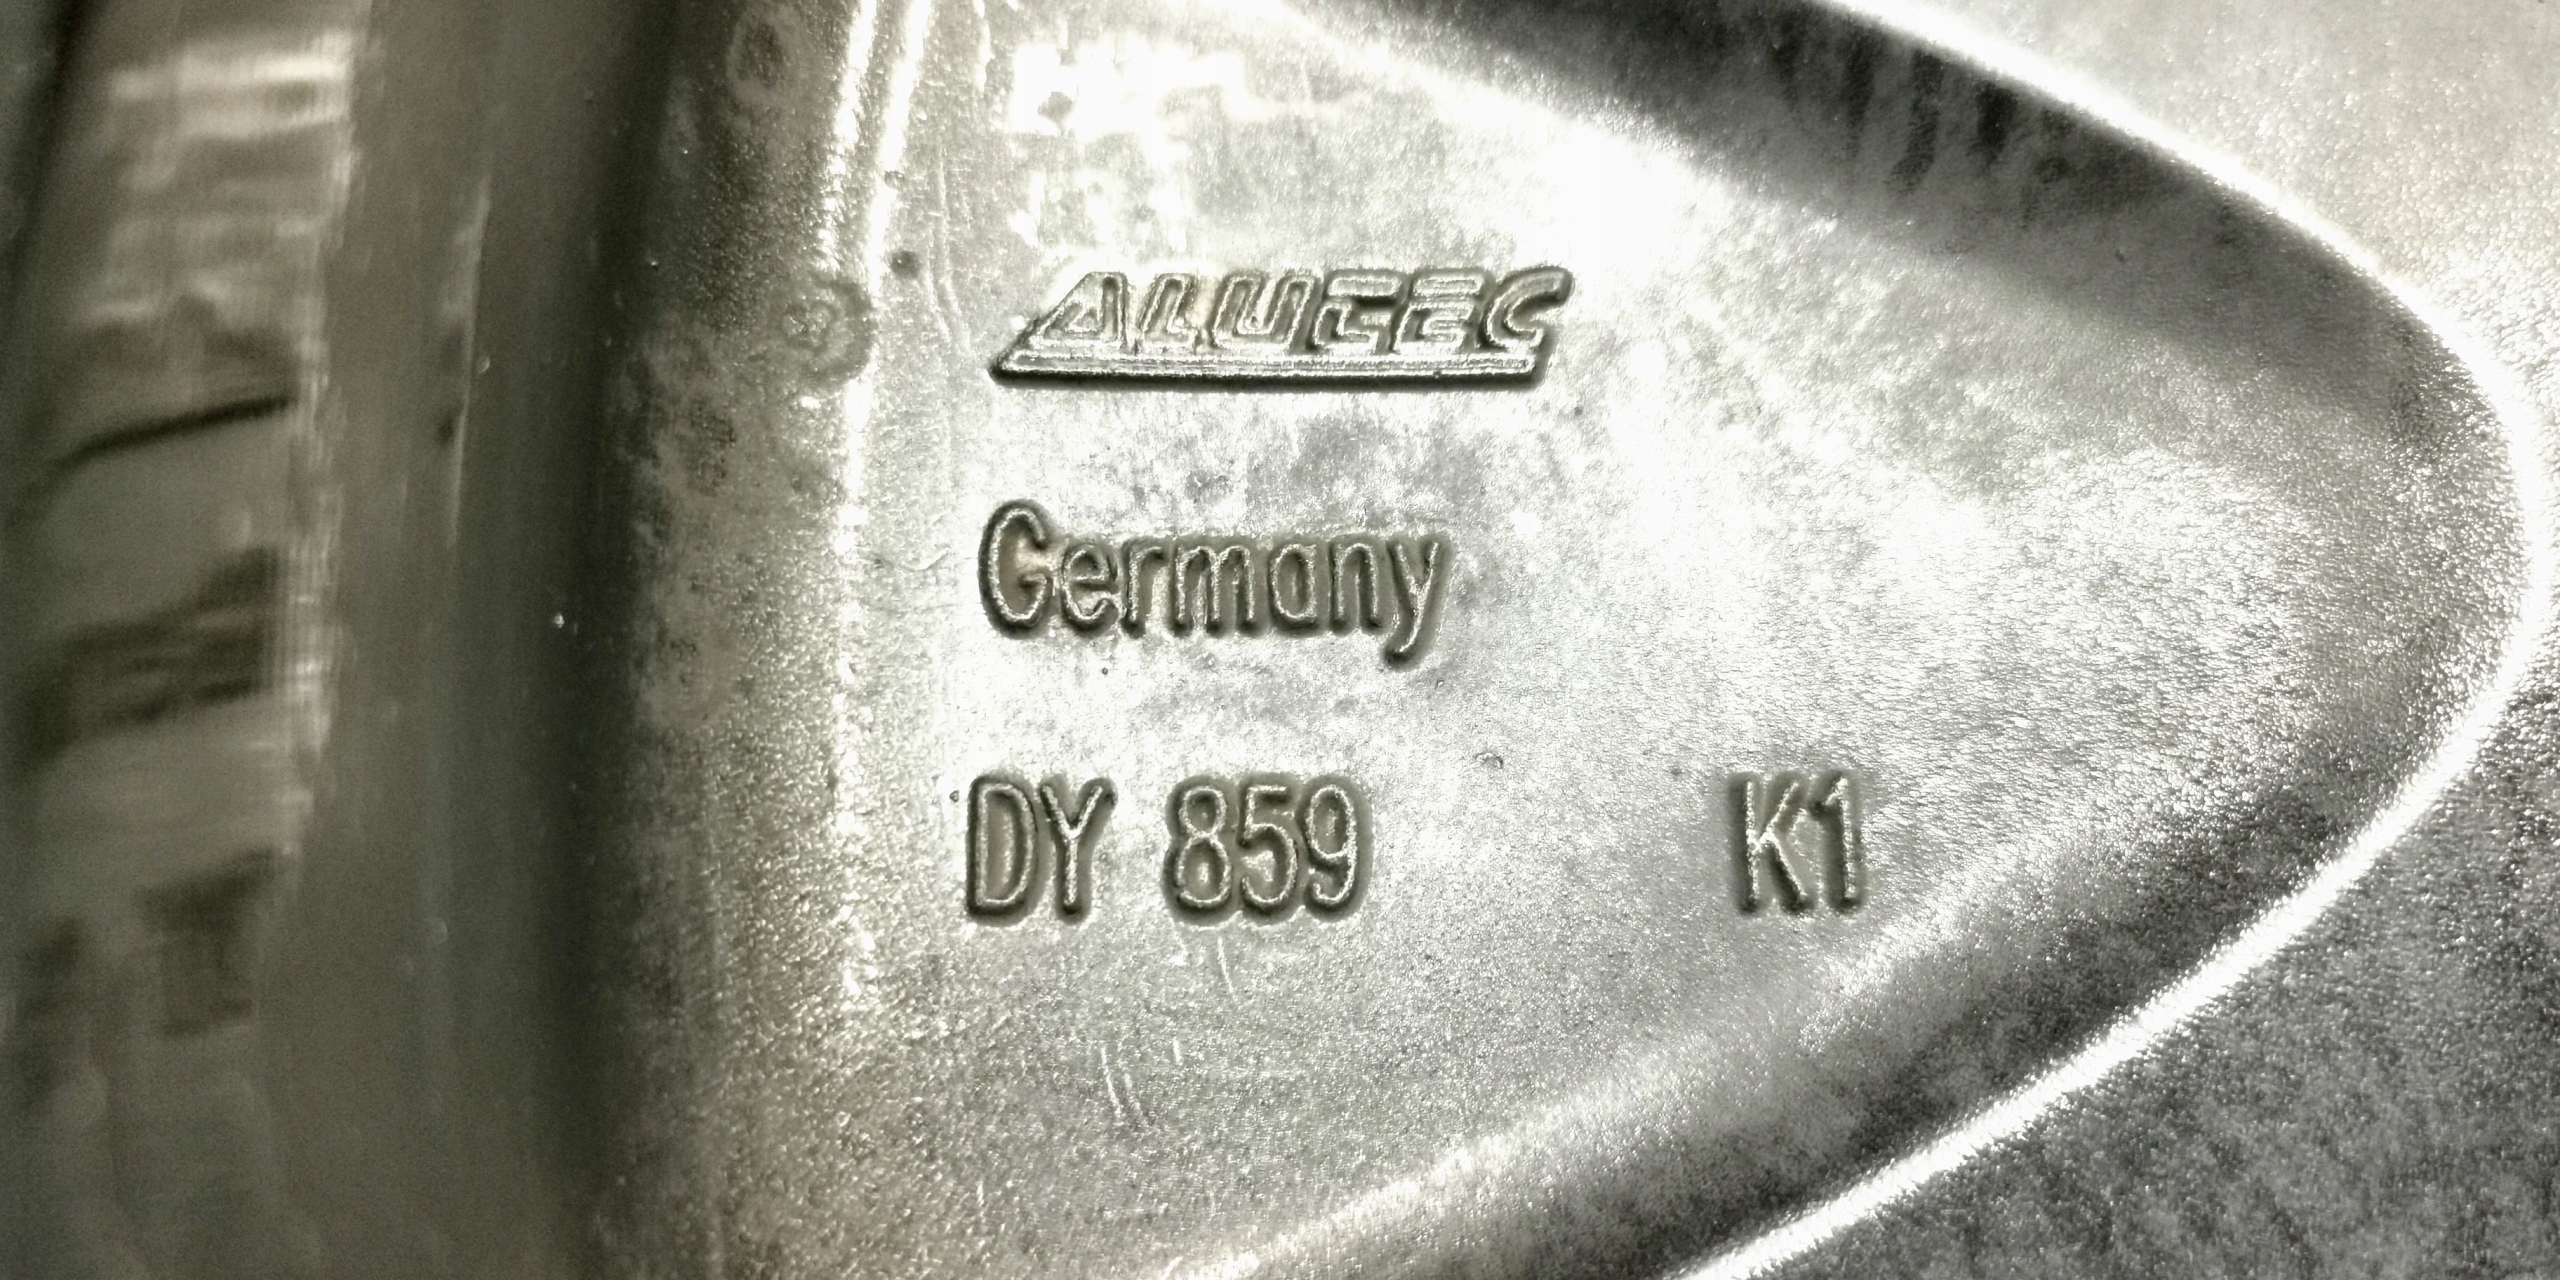 ALUTEC
Germany
DY 859 K1